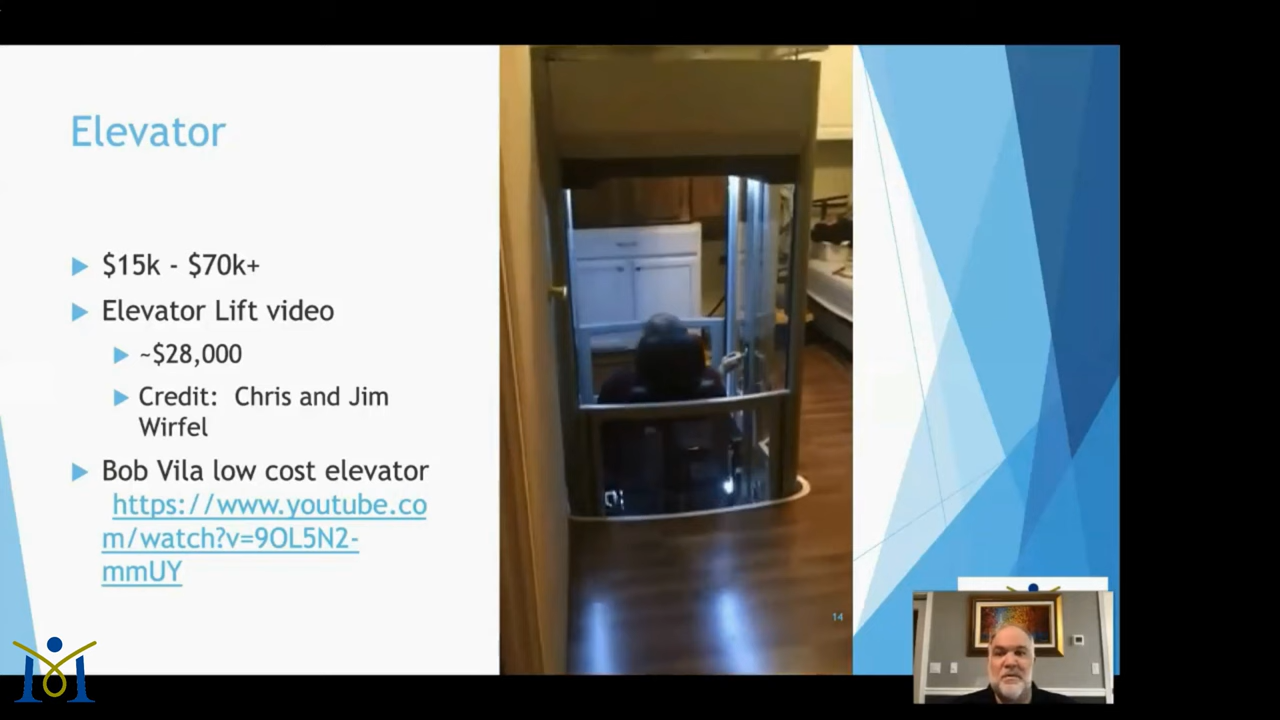 Elevator
$15k - $70k+
Elevator Lift video
~$28,000
Credit:  Chris and Jim
Wirfel
Bob Vila low cost elevator
https://www.youtube.co
m/watch?v=9OL5N2-
mmUY
14